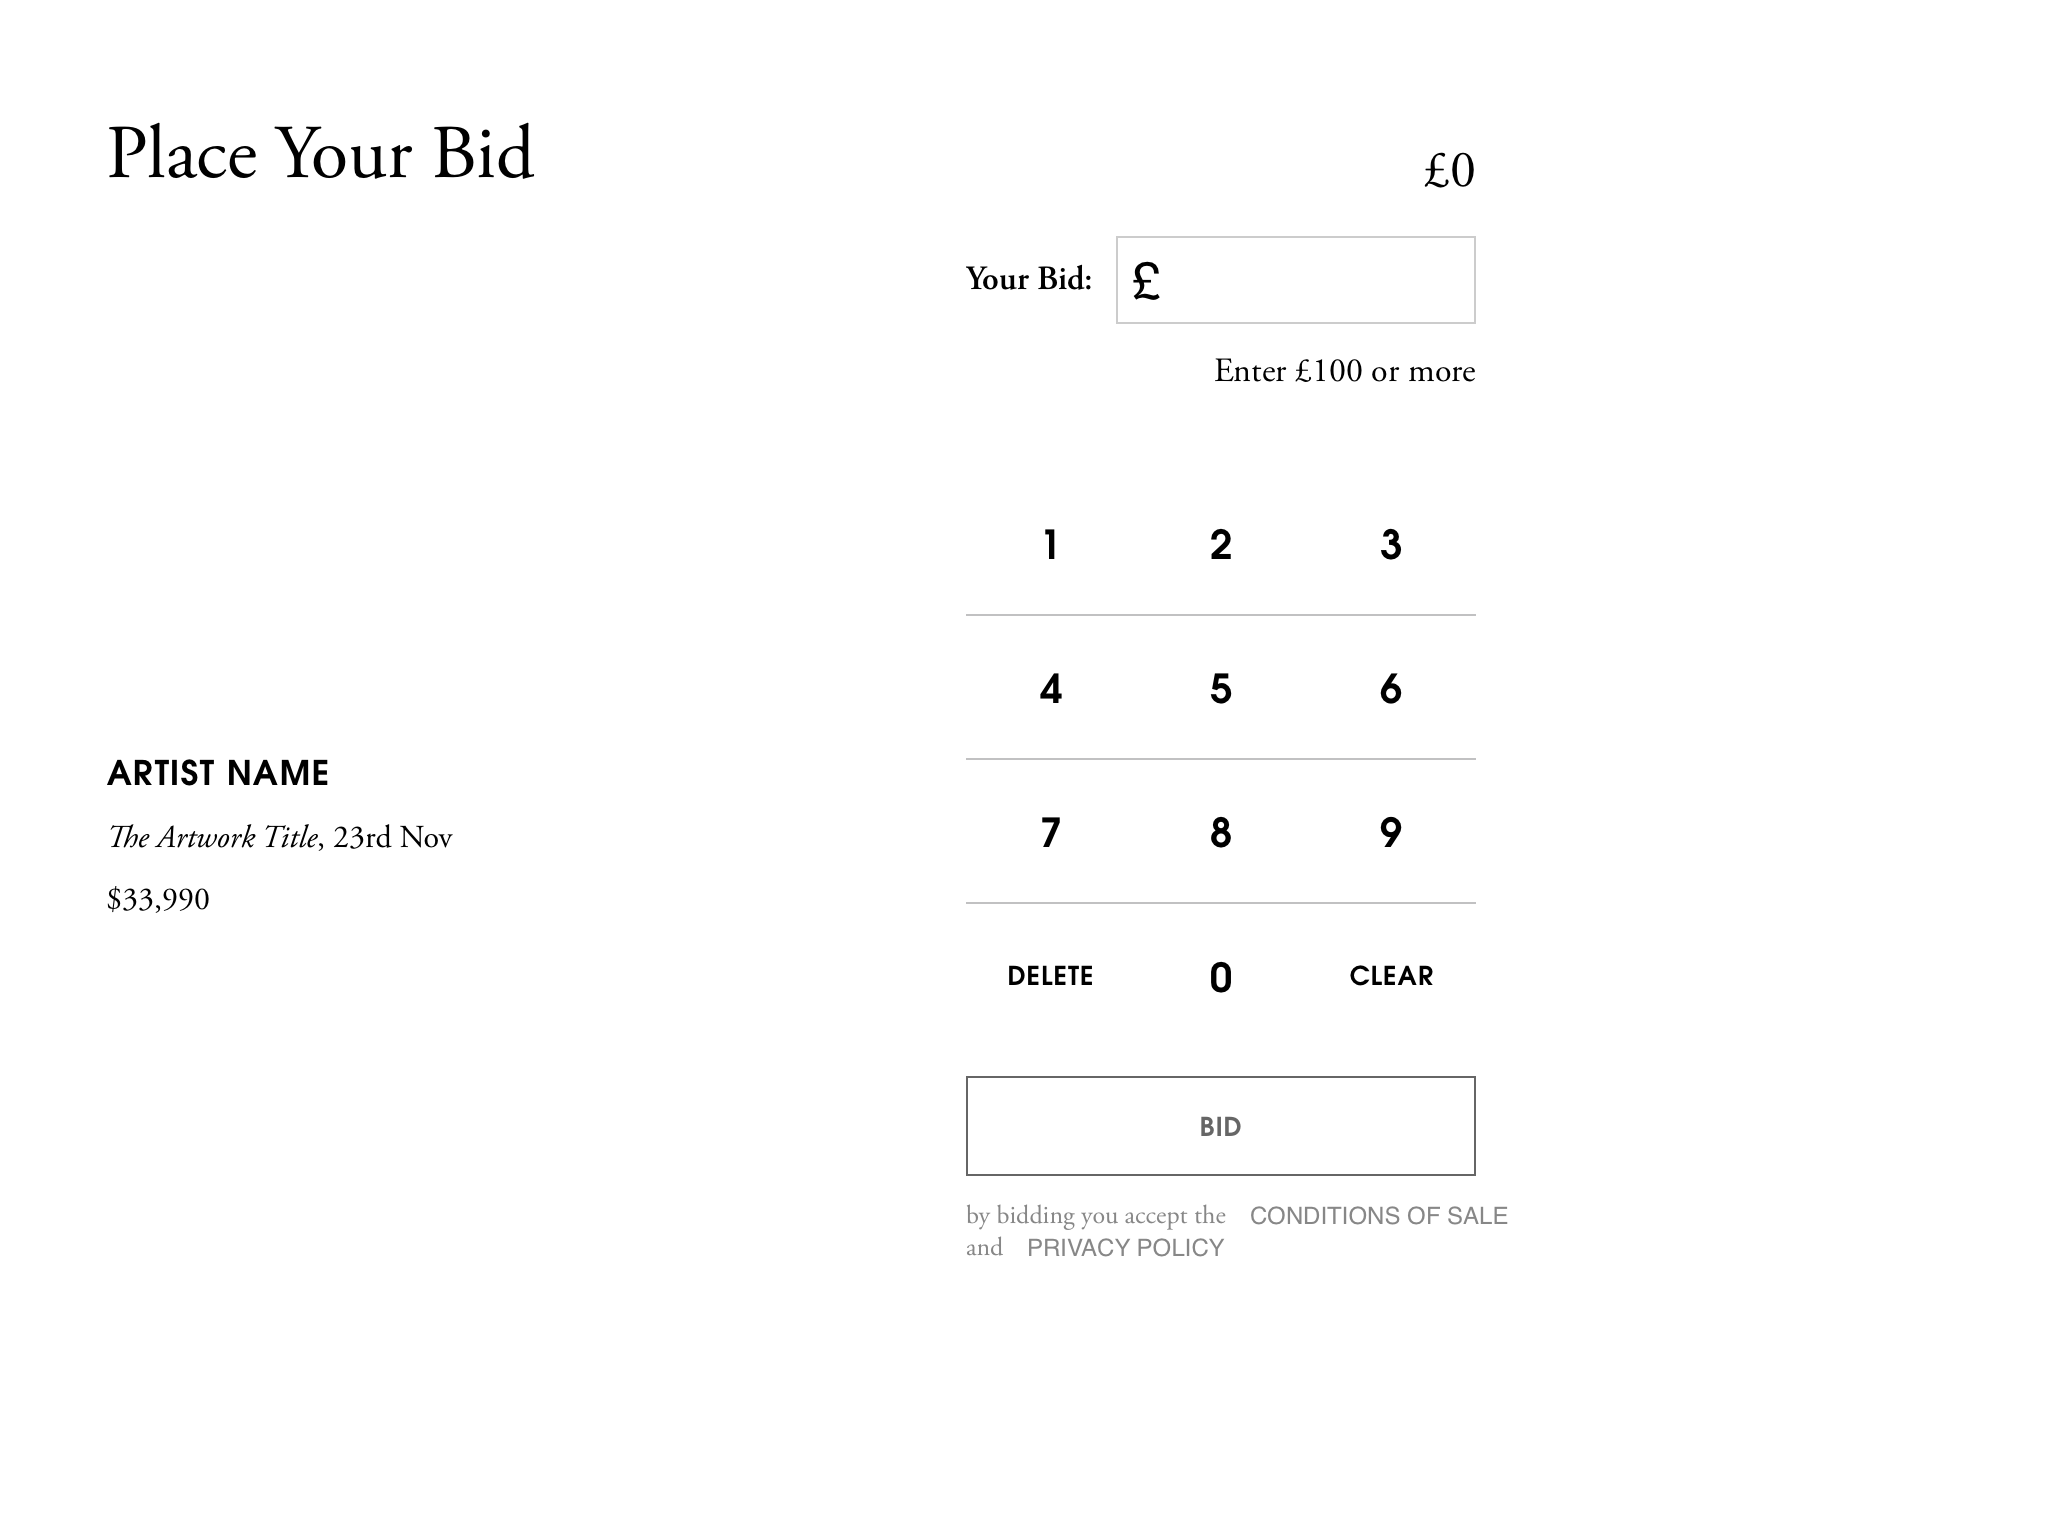 Place Your Bid
£0
Your Bid: £
Enter £100 or more
1 2 3
4 5 6
7 8 9
DELETE 0 CLEAR
BID
by bidding you accept the CONDITIONS OF SALE
and PRIVACY POLICY
ARTIST NAME
The Artwork Title, 23rd Nov
$33,990